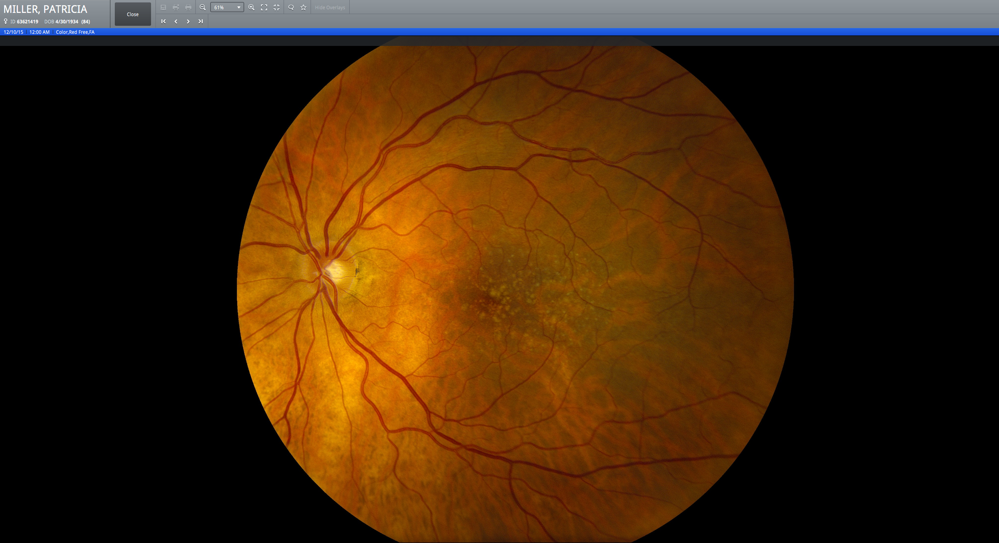 MILLER, PATRICIA
ID 63621419 DOB 4/30/1934 (84)
Close
61%
Hide Overlays
12/10/15 12:00 AM Color,Red Free,FA